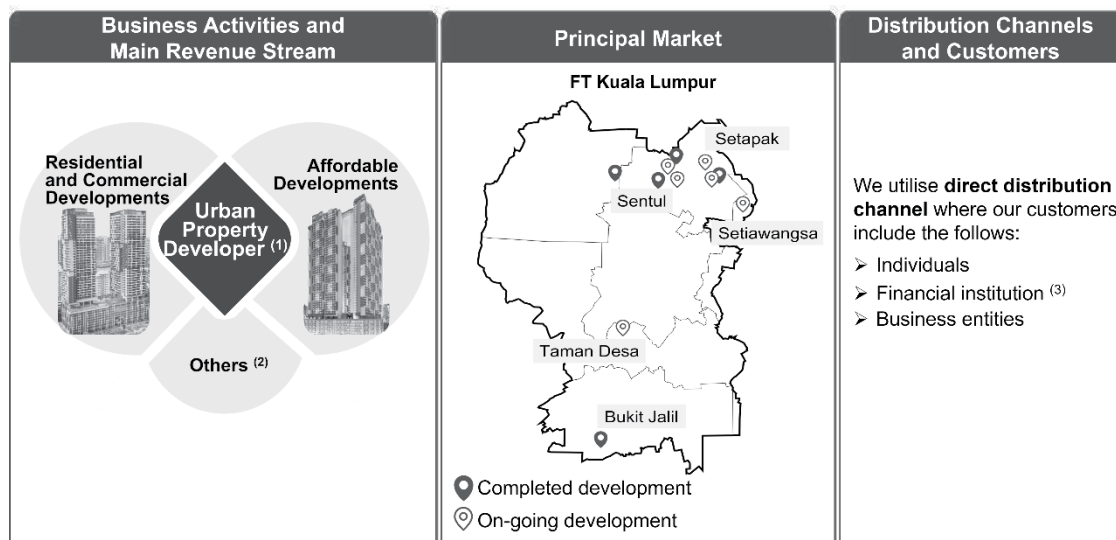 Business Activities and
Main Revenue Stream
Residential
and Commercial
Developments
Urban
Property
Developer (1)
Affordable
Developments
Others (2)
Principal Market
FT Kuala Lumpur
Setapak
Sentul
Setiawangsa
Taman Desa
Bukit Jalil
Completed development
On-going development
Distribution Channels
and Customers
We utilise direct distribution
channel where our customers
include the follows:
➢ Individuals
➢ Financial institution (3)
➢ Business entities